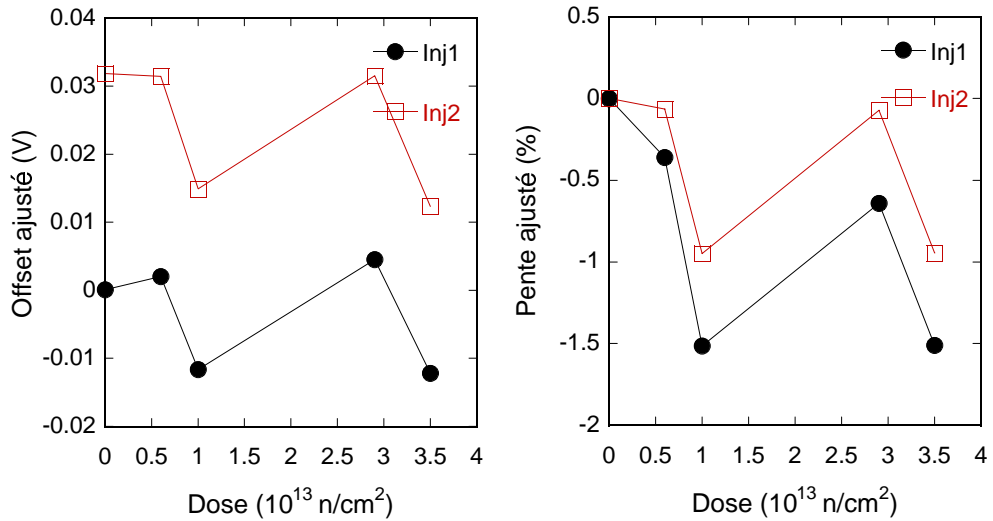 0.04
0.03
0.02
0.01
0
-0.01
-0.02
Offset ajusté (V)
Inj1
Inj2
0 0.5 1 1.5 2 2.5 3 3.5 4
Dose (10¹³ n/cm²)
0.5
0
-0.5
-1
-1.5
-2
Pente ajusté (%)
Inj1
Inj2
0 0.5 1 1.5 2 2.5 3 3.5 4
Dose (10¹³ n/cm²)